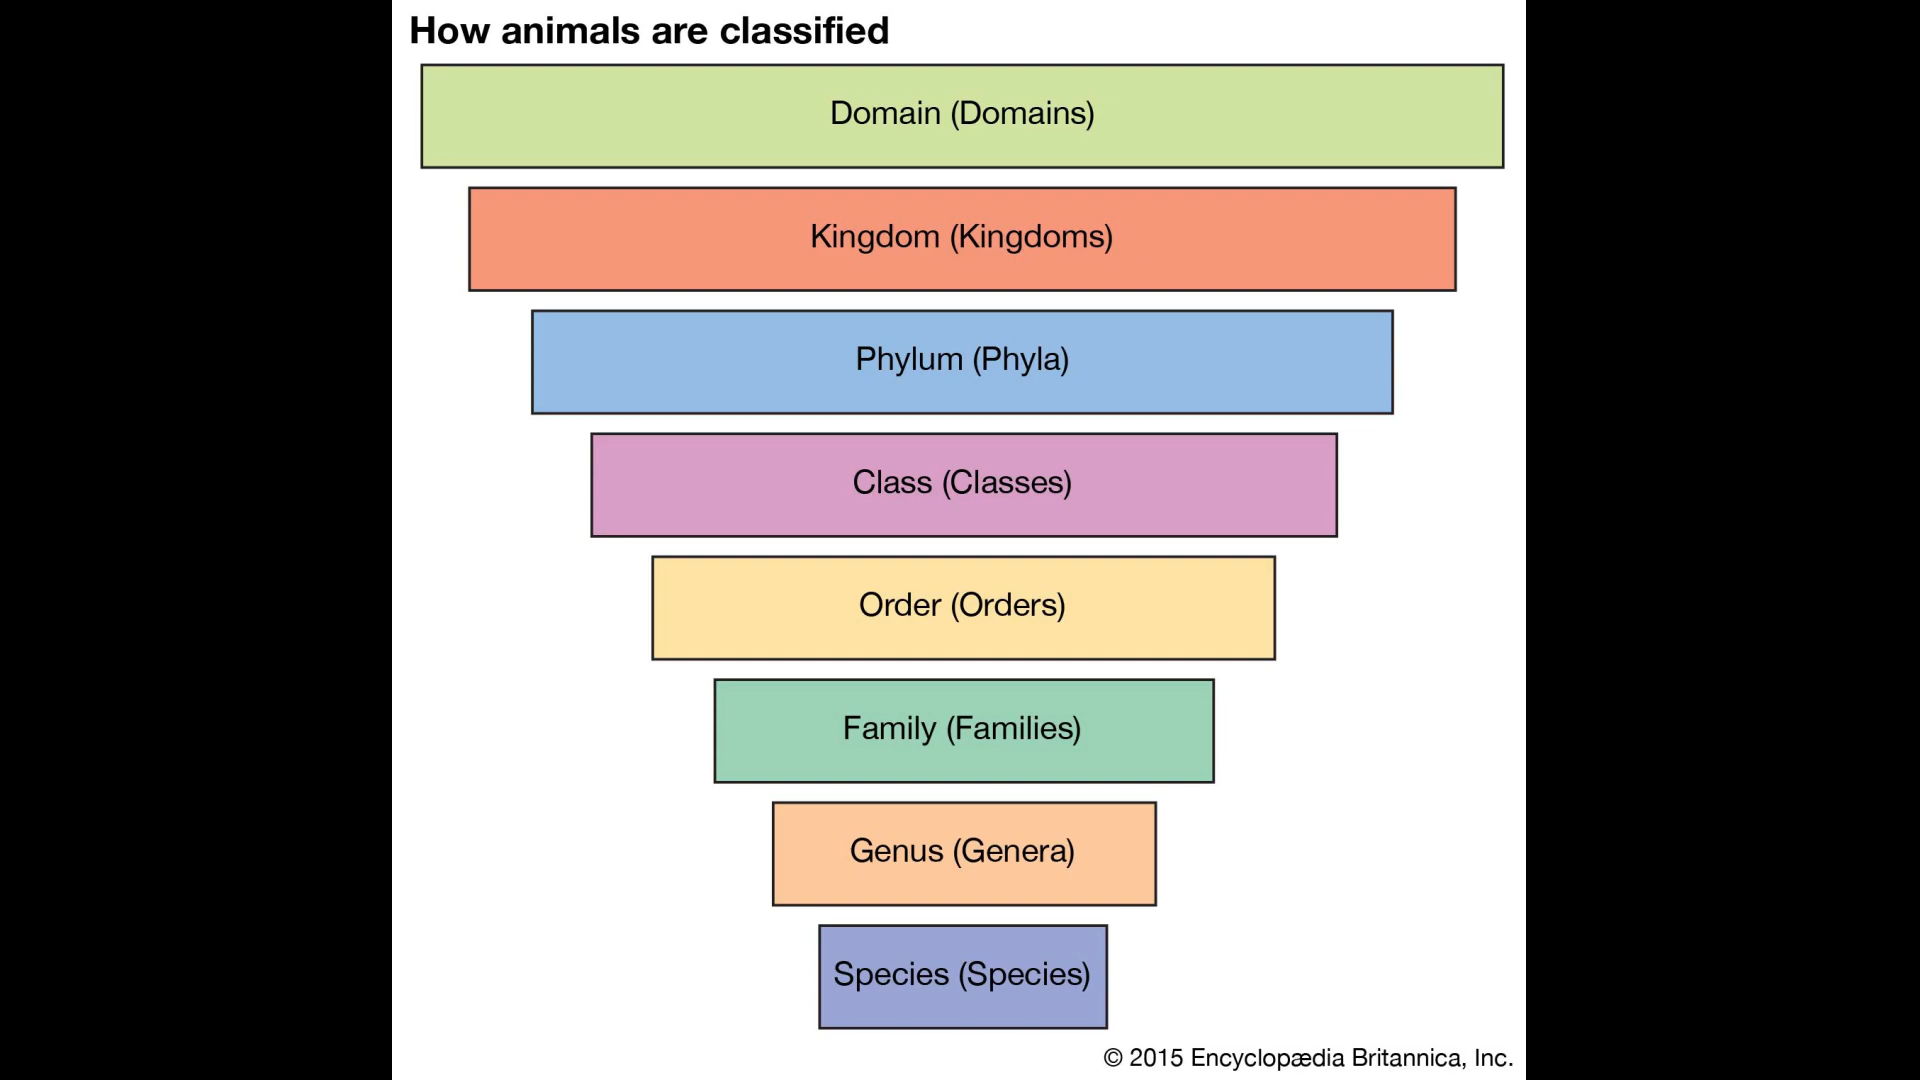 How animals are classified
Domain (Domains)
Kingdom (Kingdoms)
Phylum (Phyla)
Class (Classes)
Order (Orders)
Family (Families)
Genus (Genera)
Species (Species)
© 2015 Encyclopædia Britannica, Inc.